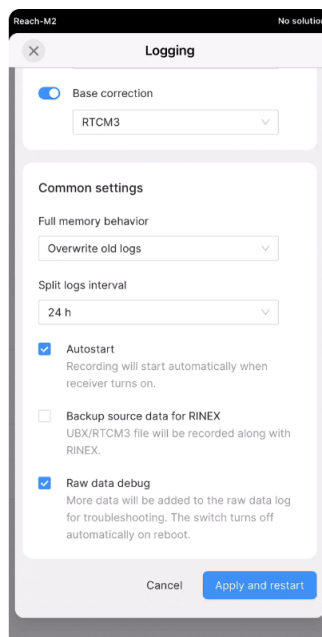 Reach-M2 No solution
Logging
Base correction
RTCM3
Common settings
Full memory behavior
Overwrite old logs
Split logs interval
24 h
Autostart
Recording will start automatically when
receiver turns on.
Backup source data for RINEX
UBX/RTCM3 file will be recorded along with
RINEX.
Raw data debug
More data will be added to the raw data log
for troubleshooting. The switch turns off
automatically on reboot.
Cancel Apply and restart